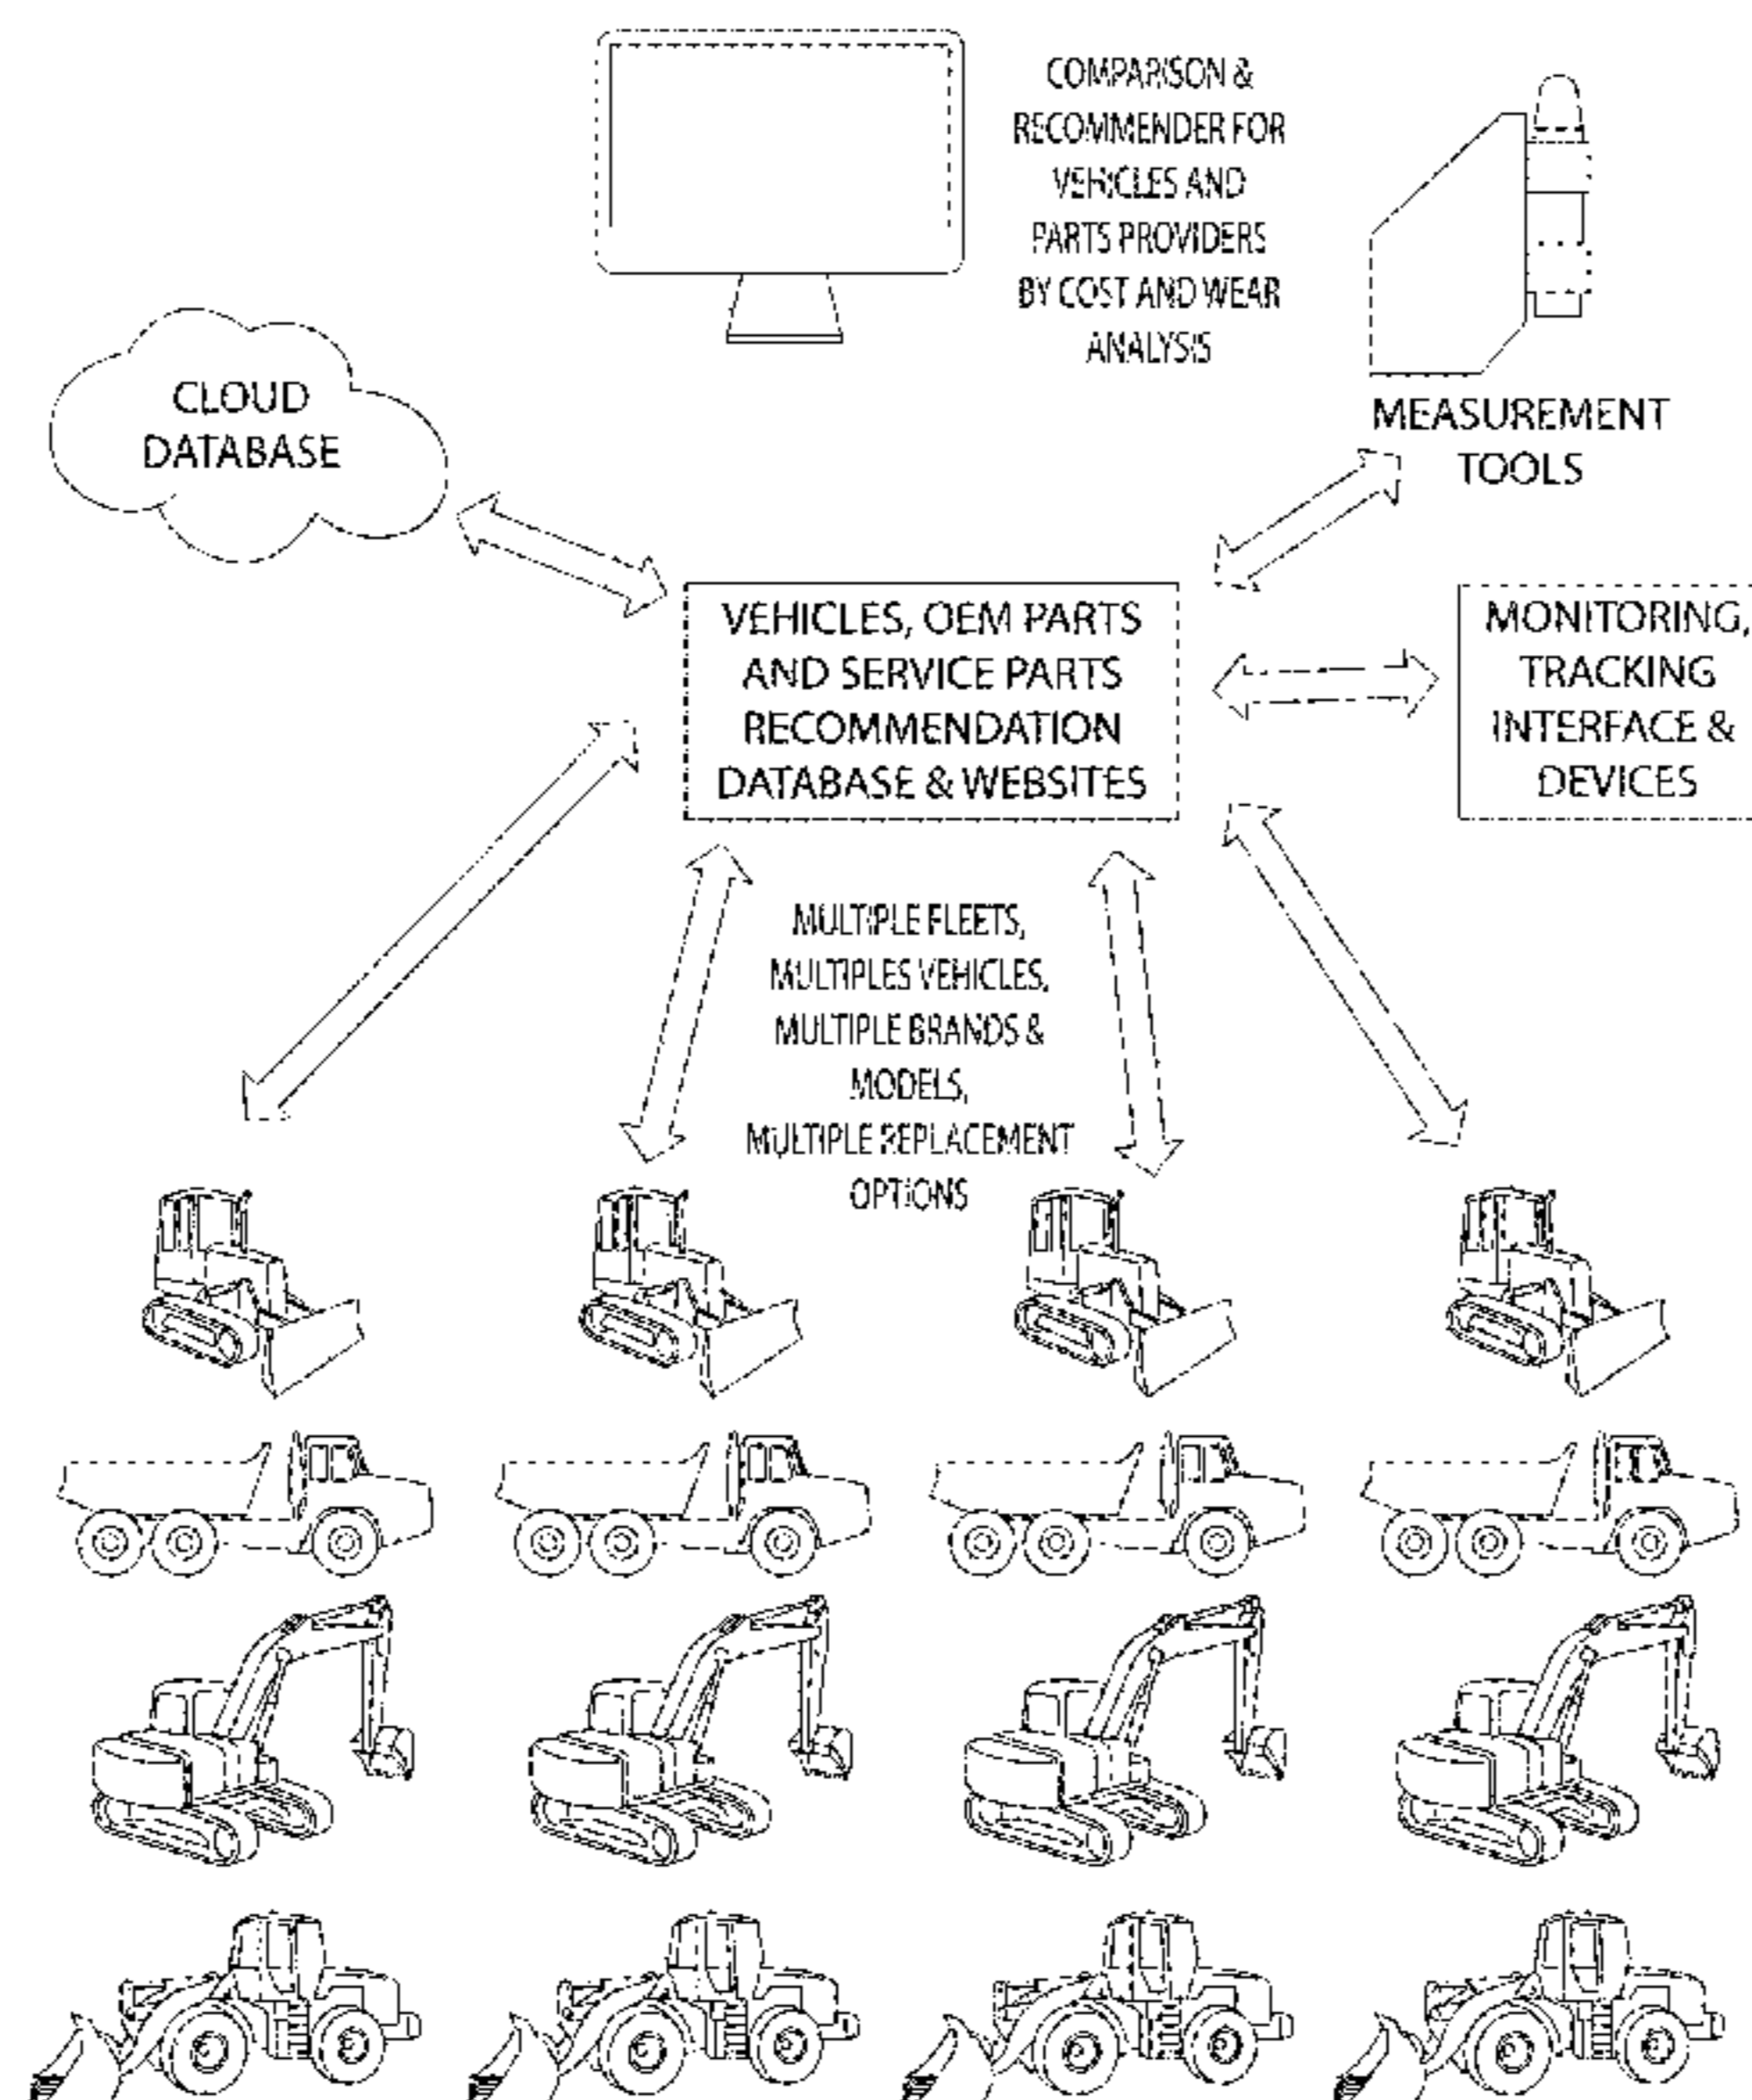 COMPARISON &
RECOMMENDER FOR
VEHICLES AND
PARTS PROVIDERS
BY COST AND WEAR
ANALYSIS
CLOUD
DATABASE
MEASUREMENT
TOOLS
VEHICLES, OEM PARTS
AND SERVICE PARTS
RECOMMENDATION
DATABASE & WEBSITES
MONITORING,
TRACKING
INTERFACE &
DEVICES
MULTIPLE FLEETS,
MULTIPLES VEHICLES,
MULTIPLE BRANDS &
MODELS,
MULTIPLE REPLACEMENT
OPTIONS